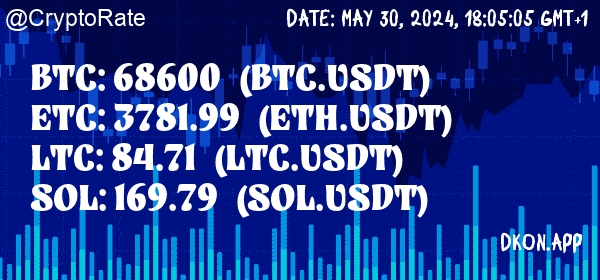 @CryptoRate
DATE: MAY 30, 2024, 18:05:05 GMT+1
BTC: 68600 (BTC.USDT)
ETC: 3781.99 (ETH.USDT)
LTC: 84.71 (LTC.USDT)
SOL: 169.79 (SOL.USDT)
DKON.APP